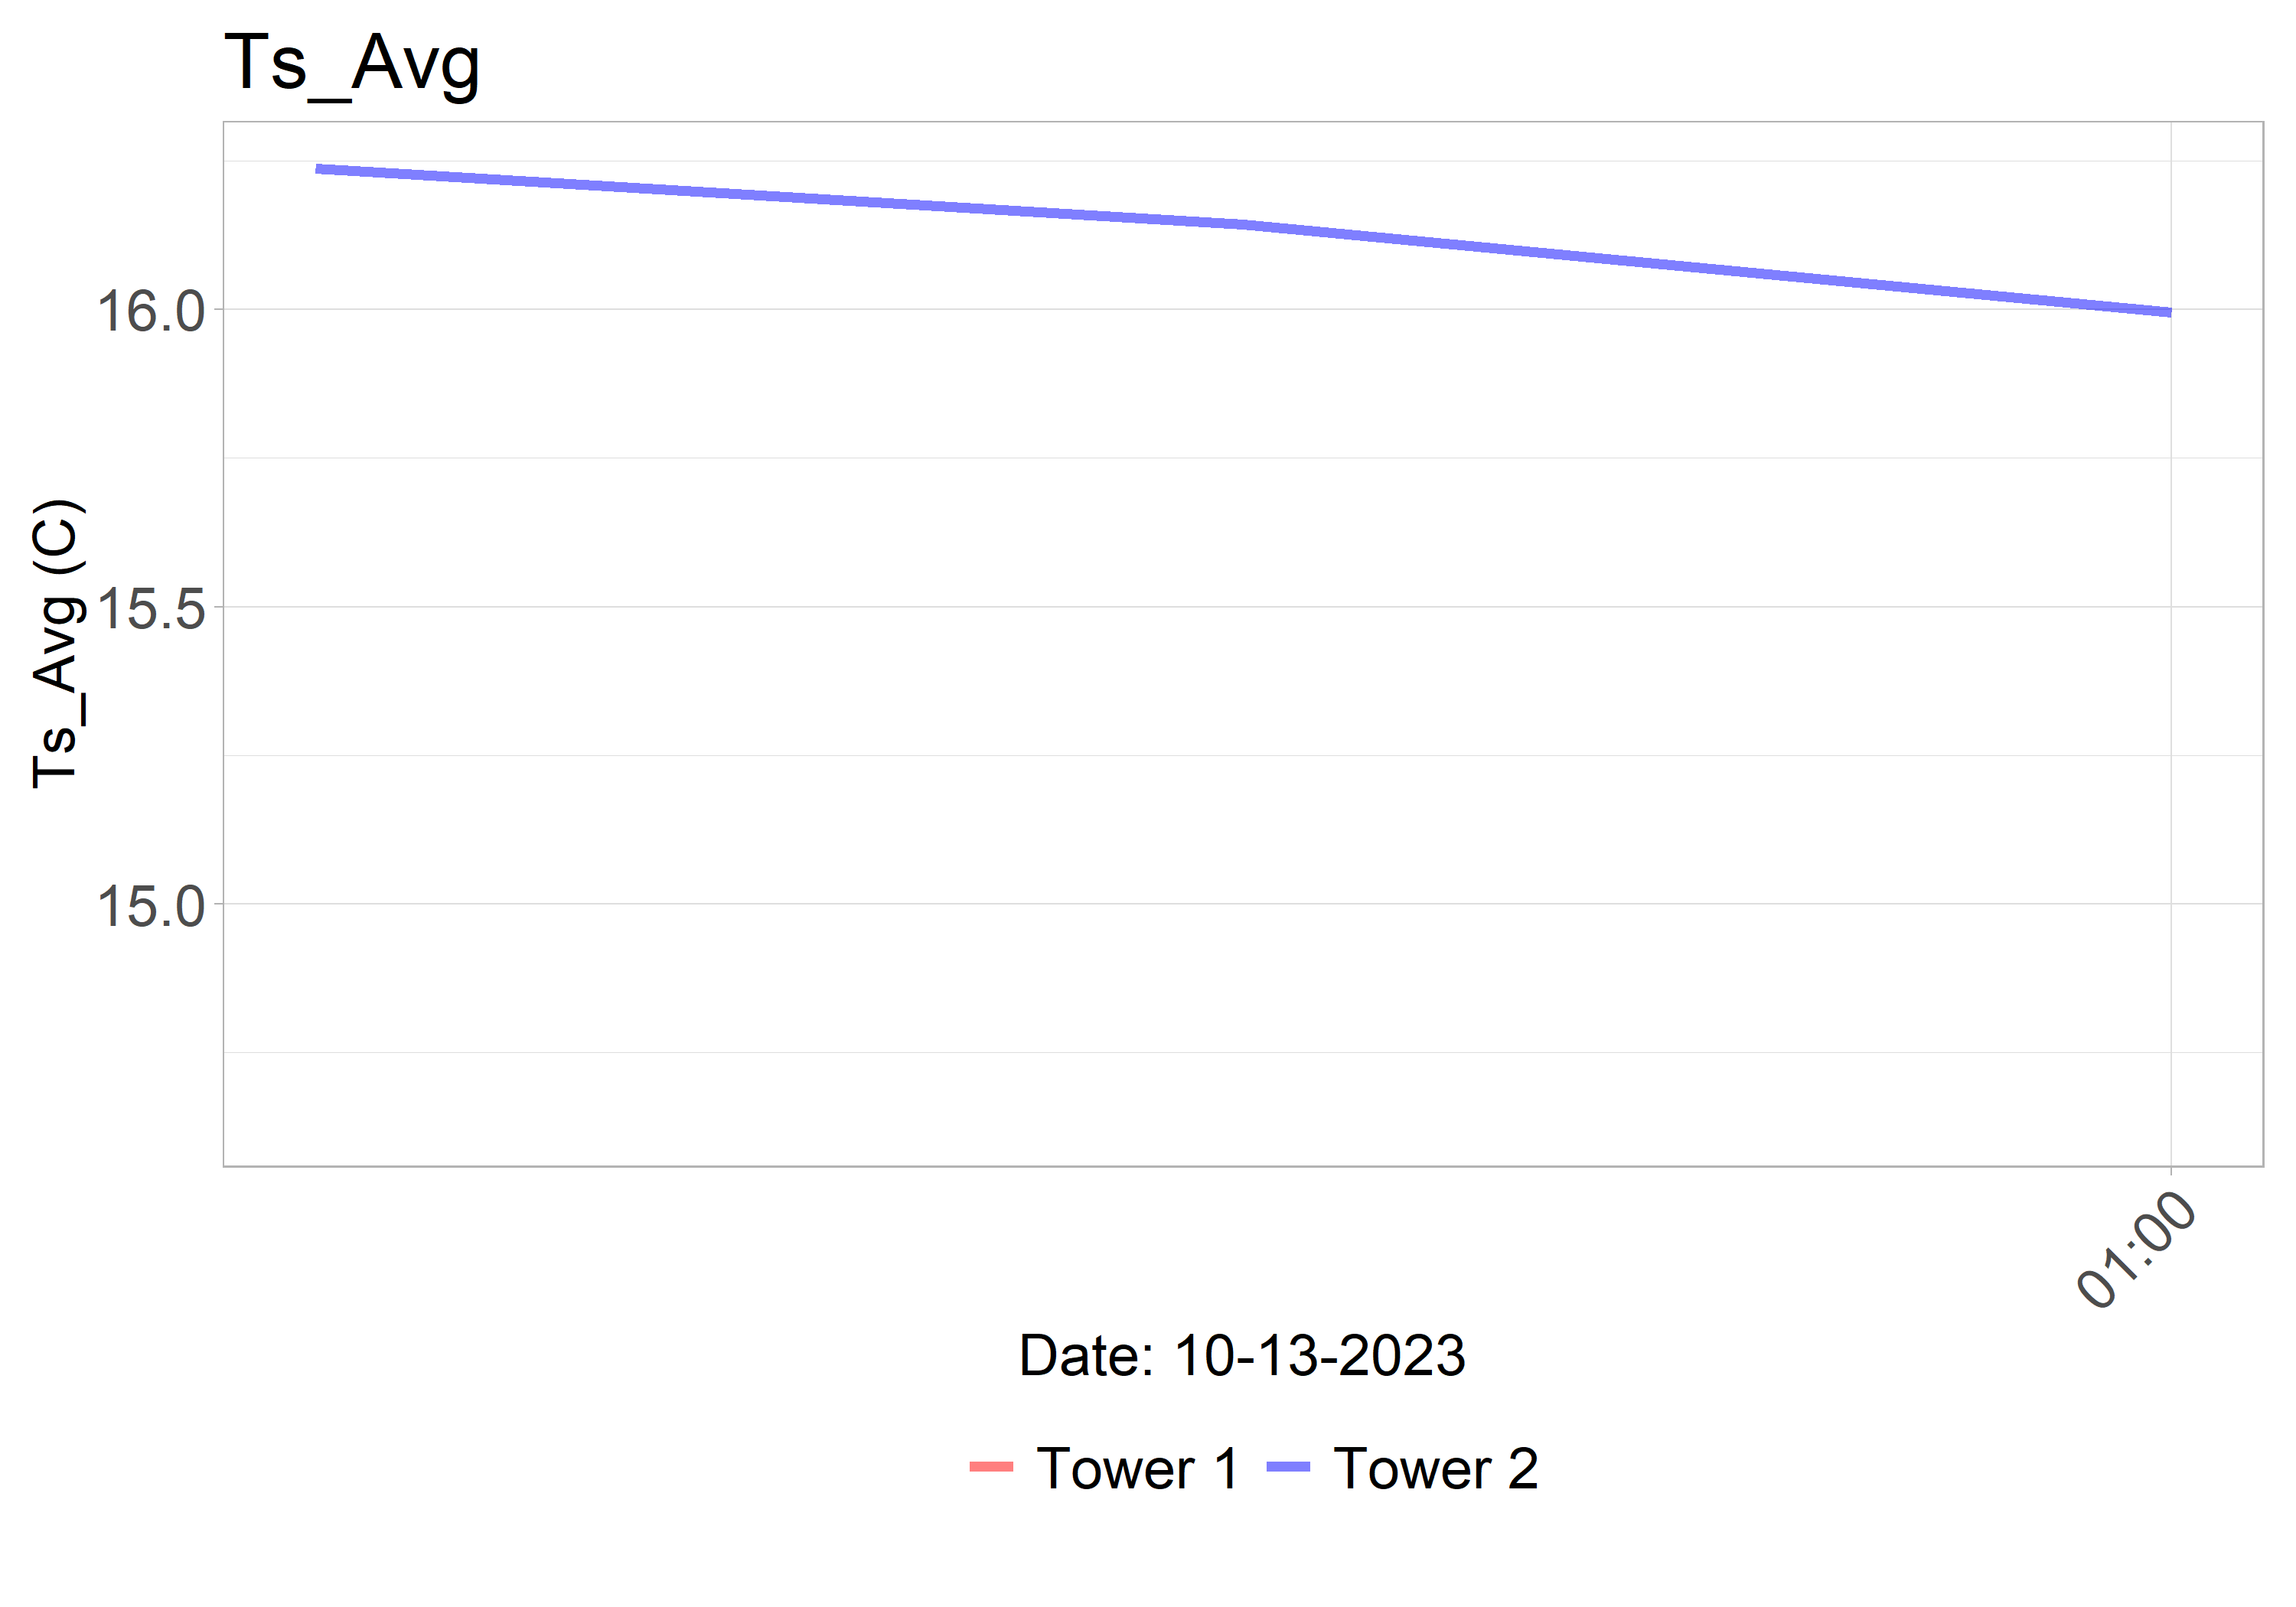 Ts_Avg
Ts_Avg (C)
16.0
15.5
15.0
01:00
Date: 10-13-2023
Tower 1 Tower 2